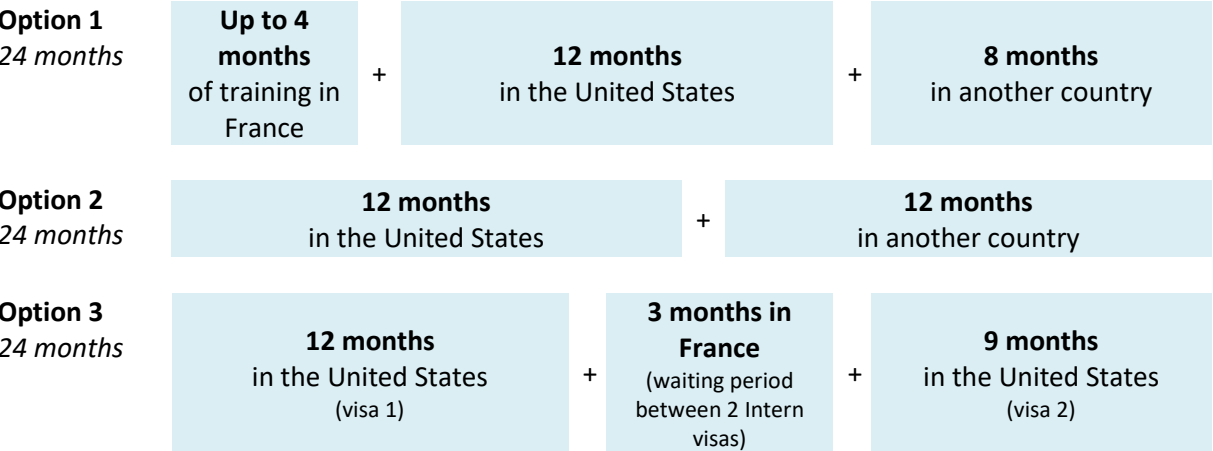 Option 1
24 months
Up to 4
months
of training in
France
+
12 months
in the United States
+
8 months
in another country
Option 2
24 months
12 months
in the United States
+
12 months
in another country
Option 3
24 months
12 months
in the United States
(visa 1)
+
3 months in
France
(waiting period
between 2 Intern
visas)
+
9 months
in the United States
(visa 2)